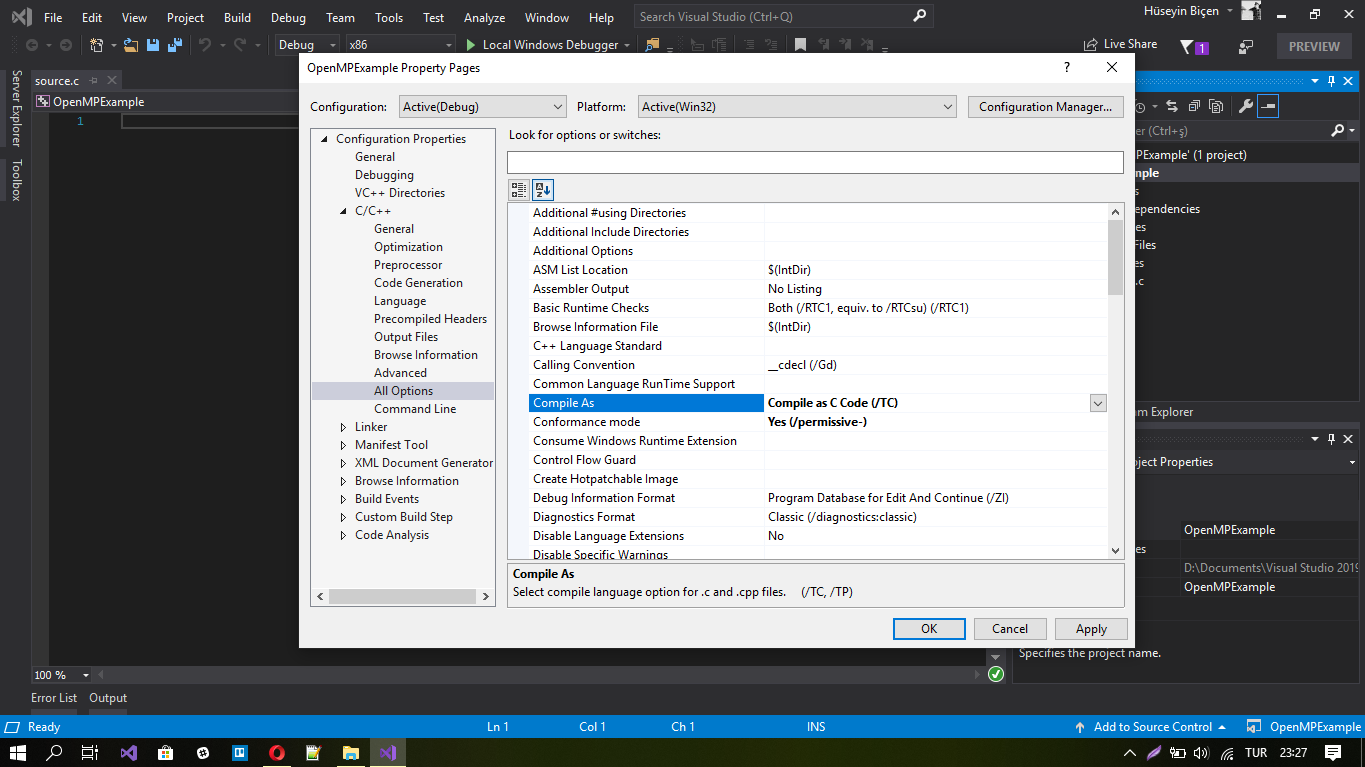 File Edit View Project Build Debug Team Tools Test Analyze Window Help Search Visual Studio (Ctrl+Q) Hüseyin Biçen
Debug x86 Local Windows Debugger Live Share 1 PREVIEW
OpenMPExample Property Pages ?
source.c
OpenMPExample
1
Server Explorer
Toolbox
Configuration: Active(Debug) Platform: Active(Win32) Configuration Manager...
Configuration Properties
General
Debugging
VC++ Directories
C/C++
General
Optimization
Preprocessor
Code Generation
Language
Precompiled Headers
Output Files
Browse Information
Advanced
All Options
Command Line
Linker
Manifest Tool
XML Document Generator
Browse Information
Build Events
Custom Build Step
Code Analysis
Look for options or switches:
Additional #using Directories
Additional Include Directories
Additional Options
ASM List Location $(IntDir)
Assembler Output No Listing
Basic Runtime Checks Both (/RTC1, equiv. to /RTCsu) (/RTC1)
Browse Information File $(IntDir)
C++ Language Standard
Calling Convention __cdecl (/Gd)
Common Language RunTime Support
Compile As Compile as C Code (/TC)
Conformance mode Yes (/permissive-)
Consume Windows Runtime Extension
Control Flow Guard
Create Hotpatchable Image
Debug Information Format Program Database for Edit And Continue (/ZI)
Diagnostics Format Classic (/diagnostics:classic)
Disable Language Extensions No
Disable Specific Warnings
Compile As
Select compile language option for .c and .cpp files. (/TC, /TP)
OK Cancel Apply
er (Ctrl+ş)
PExample' (1 project)
mple
s
ependencies
es
Files
es
.c
am Explorer
ject Properties
OpenMPExample
es
D:\Documents\Visual Studio 2019
OpenMPExample
Specifies the project name.
100 %
Error List Output
Ready Ln 1 Col 1 Ch 1 INS Add to Source Control OpenMPExample
TUR 23:27